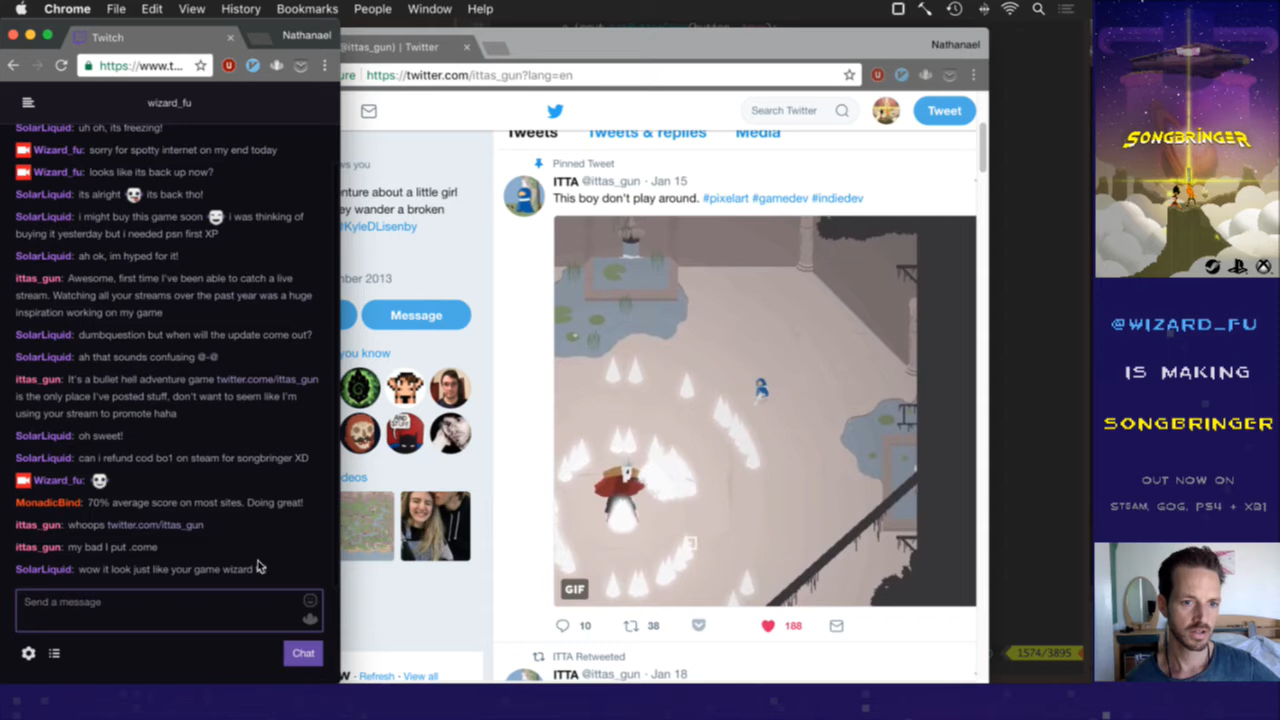 Chrome File Edit View History Bookmarks People Window Help
Twitch
Nathanael
https://www.t...
wizard_fu
SolarLiquid: uh oh, its freezing!
Wizard_fu: sorry for spotty internet on my end today
Wizard_fu: looks like its back up now?
SolarLiquid: its alright its back tho!
SolarLiquid: i might buy this game soon i was thinking of
buying it yesterday but i needed psn first XP
SolarLiquid: ah ok, im hyped for it!
ittas_gun: Awesome, first time I've been able to catch a live
stream. Watching all your streams over the past year was a huge
inspiration working on my game
SolarLiquid: dumbquestion but when will the update come out?
SolarLiquid: ah that sounds confusing @-@
ittas_gun: It's a bullet hell adventure game twitter.come/ittas_gun
is the only place I've posted stuff, don't want to seem like I'm
using your stream to promote haha
SolarLiquid: oh sweet!
SolarLiquid: can i refund cod bo1 on steam for songbringer XD
Wizard_fu:
MonadicBind: 70% average score on most sites. Doing great!
ittas_gun: whoops twitter.com/ittas_gun
ittas_gun: my bad I put .come
SolarLiquid: wow it look just like your game wizard
Send a message
Chat
@ittas_gun) | Twitter
Nathanael
ure https://twitter.com/ittas_gun?lang=en
Search Twitter
Tweet
Tweets Tweets & replies Media
ws you
nture about a little girl
ey wander a broken
@KyleDLisenby
mber 2013
Message
you know
AND STUFF
deos
Refresh · View all
Pinned Tweet
ITTA @ittas_gun · Jan 15
This boy don't play around. #pixelart #gamedev #indiedev
GIF
10 38 188
ITTA Retweeted
ITTA @ittas_gun · Jan 18
1574/3895
SONGBRINGER
@WIZARD_FU
IS MAKING
SONGBRINGER
OUT NOW ON
STEAM, GOG, PS4 + XB1